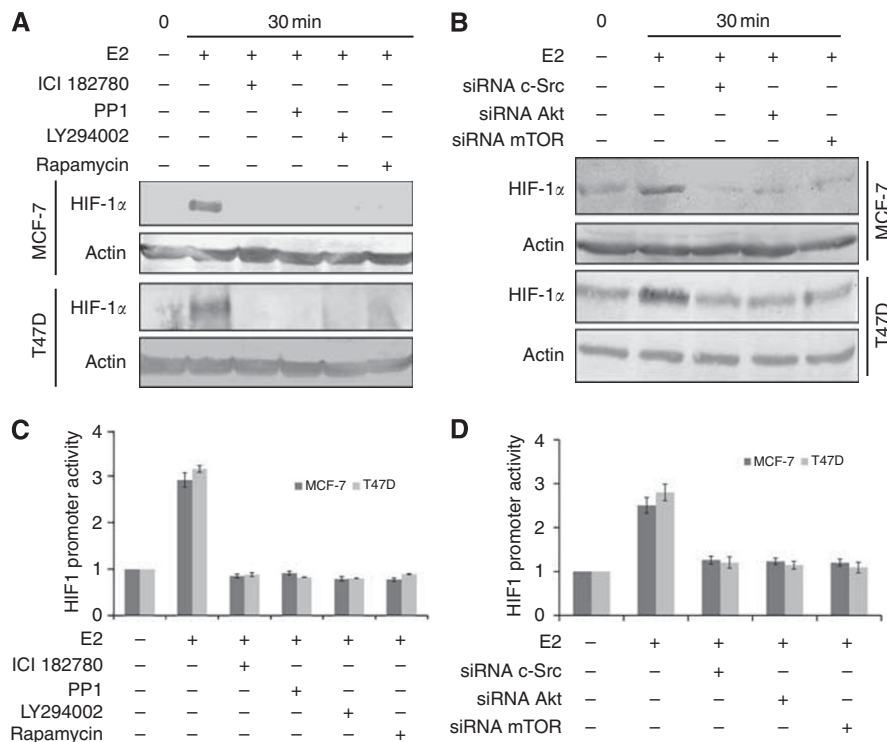 A
0 30 min
E2 – + + + + +
ICI 182780 – – + – – –
PP1 – – – + – –
LY294002 – – – – + –
Rapamycin – – – – – +
MCF-7
HIF-1α
Actin
T47D
HIF-1α
Actin
B
0 30 min
E2 – + + + +
siRNA c-Src – – + – –
siRNA Akt – – – + –
siRNA mTOR – – – – +
HIF-1α
MCF-7
Actin
HIF-1α
T47D
Actin
C
HIF1 promoter activity
4
3
2
1
0
MCF-7 T47D
E2 – + + + + +
ICI 182780 – – + – – –
PP1 – – – + – –
LY294002 – – – – + –
Rapamycin – – – – – +
D
HIF1 promoter activity
4
3
2
1
0
MCF-7 T47D
E2 – + + + +
siRNA c-Src – – + – –
siRNA Akt – – – + –
siRNA mTOR – – – – +